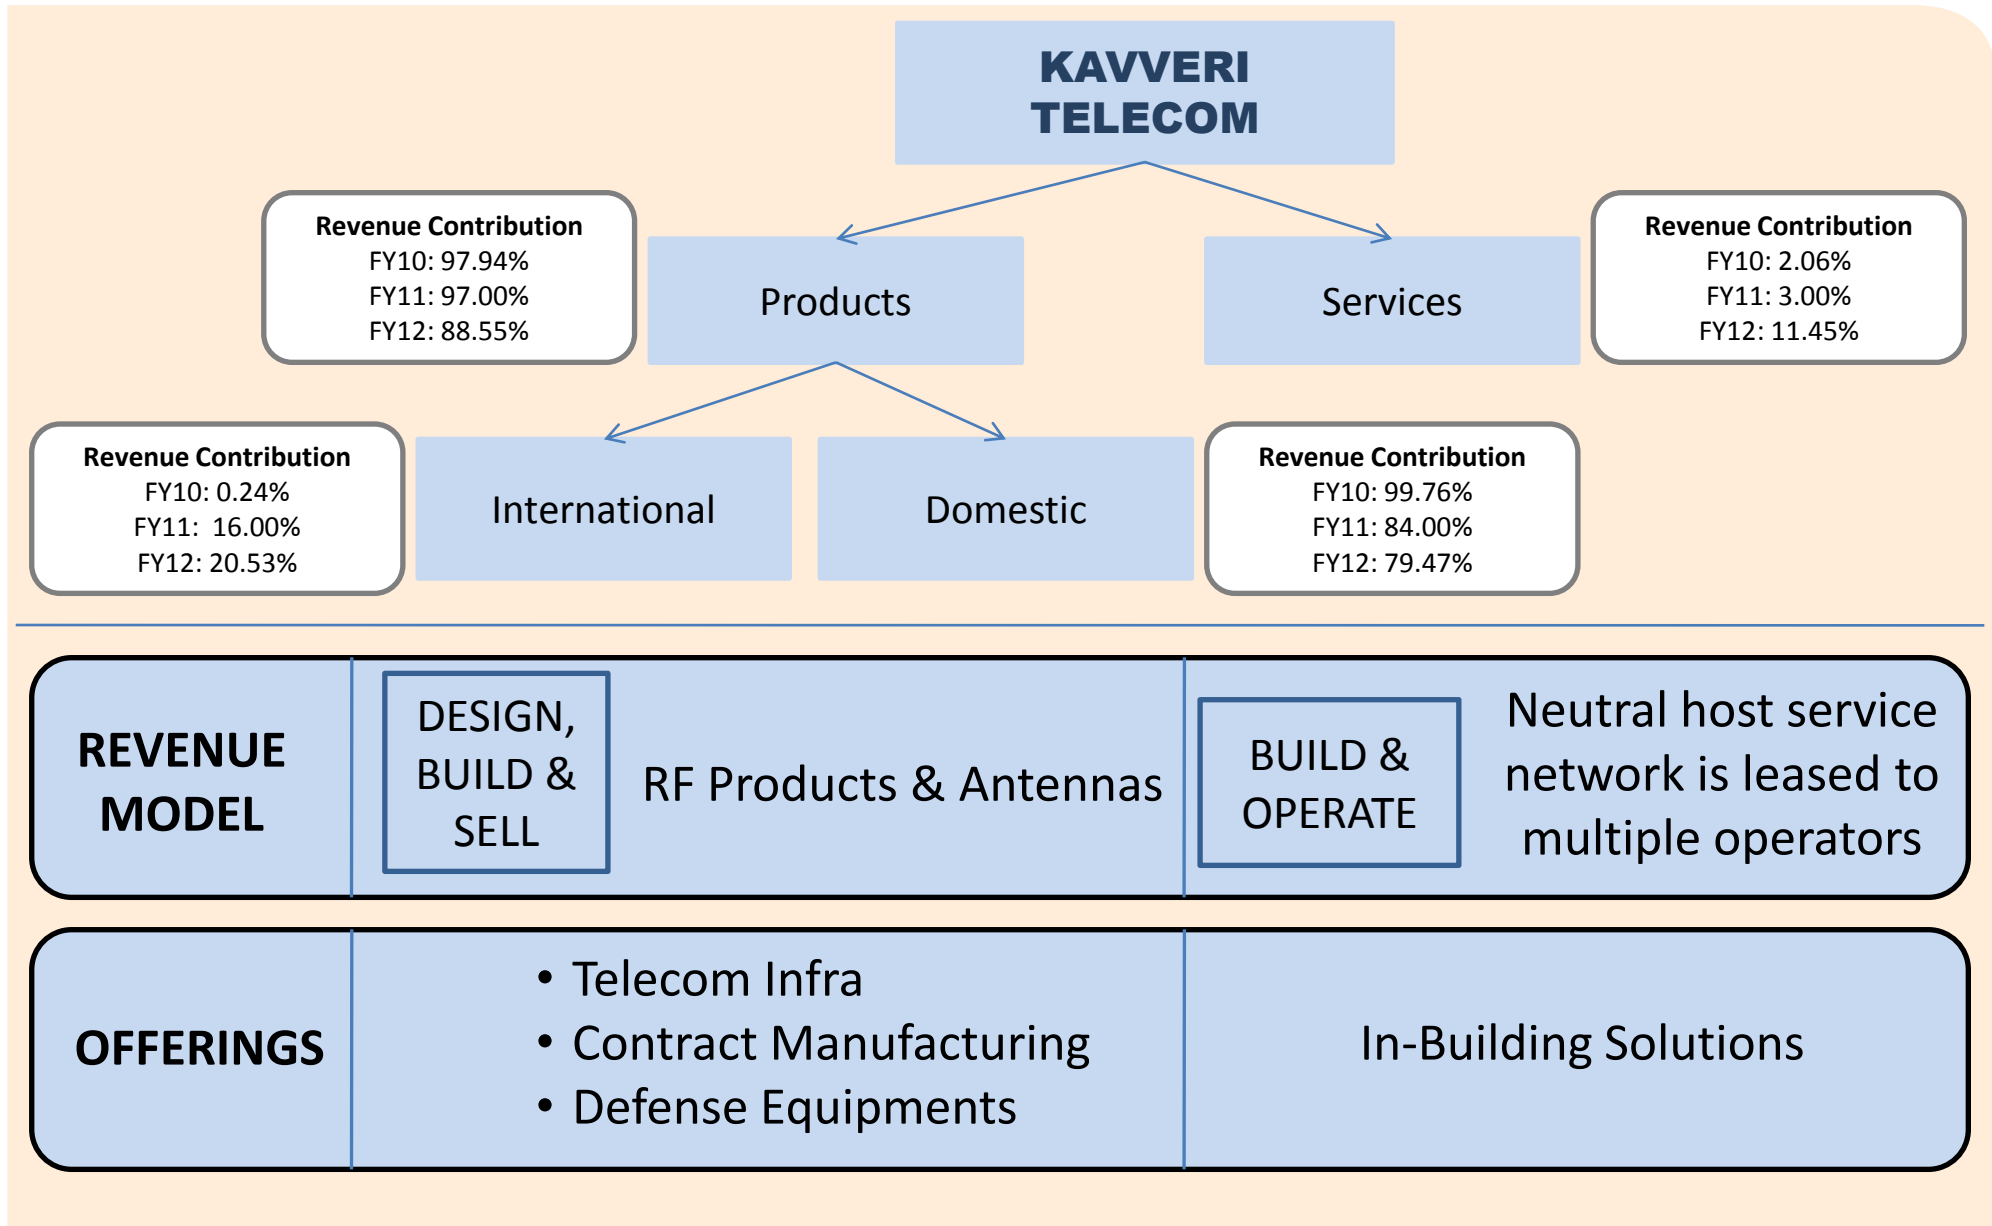 KAVVERI
TELECOM
Revenue Contribution
FY10: 97.94%
FY11: 97.00%
FY12: 88.55%
Products
Services
Revenue Contribution
FY10: 2.06%
FY11: 3.00%
FY12: 11.45%
Revenue Contribution
FY10: 0.24%
FY11:  16.00%
FY12: 20.53%
International
Domestic
Revenue Contribution
FY10: 99.76%
FY11: 84.00%
FY12: 79.47%
REVENUE
MODEL
DESIGN,
BUILD &
SELL
RF Products & Antennas
BUILD &
OPERATE
Neutral host service
network is leased to
multiple operators
OFFERINGS
• Telecom Infra
• Contract Manufacturing
• Defense Equipments
In-Building Solutions